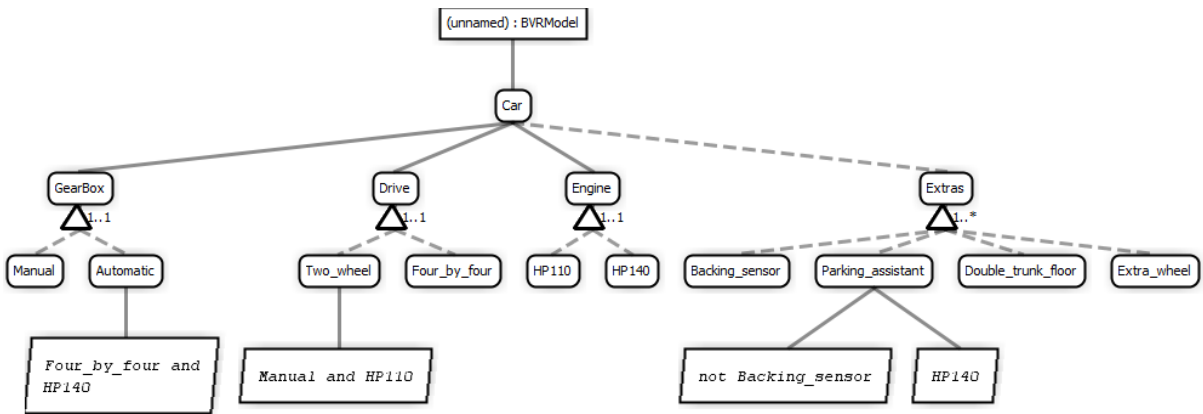 (unnamed) : BVRModel
Car
GearBox
Drive
Engine
Extras
1..1
1..1
1..1
1..*
Manual
Automatic
Two_wheel
Four_by_four
HP110
HP140
Backing_sensor
Parking_assistant
Double_trunk_floor
Extra_wheel
Four_by_four and
HP140
Manual and HP110
not Backing_sensor
HP140